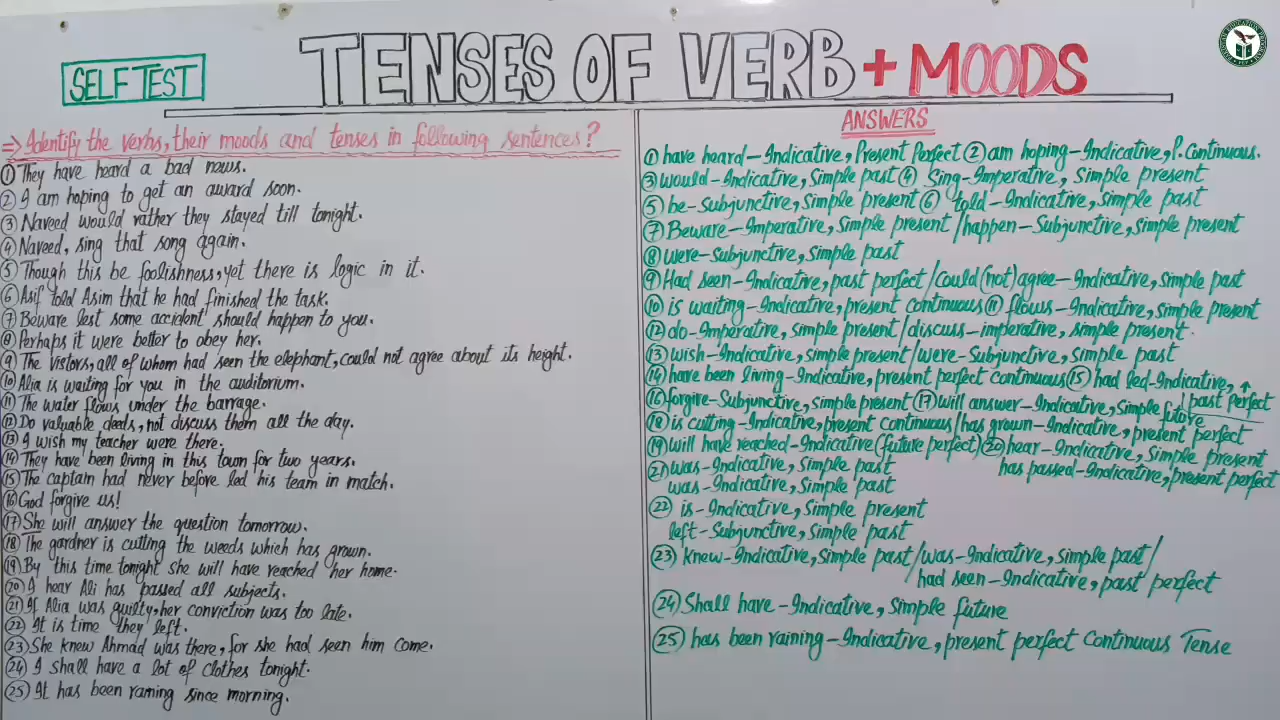 SELF TEST
TENSES OF VERB + MOODS
⇒ Identify the verbs, their moods and tenses in following sentences?
① They have heard a bad news.
② I am hoping to get an award soon.
③ Naveed would rather they stayed till tonight.
④ Naveed, sing that song again.
⑤ Though this be foolishness, yet there is logic in it.
⑥ Asif told Asim that he had finished the task.
⑦ Beware lest some accident should happen to you.
⑧ Perhaps it were better to obey her.
⑨ The vistors, all of whom had seen the elephant, could not agree about its height.
⑩ Alia is waiting for you in the auditorium.
⑪ The water flows under the barrage.
⑫ Do valuable deeds, not discuss them all the day.
⑬ I wish my teacher were there.
⑭ They have been living in this town for two years.
⑮ The captain had never before led his team in match.
⑯ God forgive us!
⑰ She will answer the question tomorrow.
⑱ The gardner is cutting the weeds which has grown.
⑲ By this time tonight she will have reached her home.
⑳ I hear Ali has passed all subjects.
㉑ If Alia was guilty, her conviction was too late.
㉒ It is time they left.
㉓ She knew Ahmad was there, for she had seen him come.
㉔ I shall have a lot of clothes tonight.
㉕ It has been raining since morning.
ANSWERS
① have heard – Indicative, Present Perfect ② am hoping – Indicative, P. Continuous.
③ would – Indicative, Simple past ④ Sing – Imperative, Simple present
⑤ be – Subjunctive, Simple present ⑥ told – Indicative, Simple past
⑦ Beware – Imperative, Simple present / happen – Subjunctive, Simple present
⑧ were – Subjunctive, Simple past
⑨ Had seen – Indicative, past perfect / could (not) agree – Indicative, Simple past
⑩ is waiting – Indicative, present continuous ⑪ flows – Indicative, Simple present
⑫ do – Imperative, Simple present / discuss – imperative, simple present.
⑬ wish – Indicative, simple present / were – Subjunctive, Simple past
⑭ have been living – Indicative, present perfect continuous ⑮ had led – Indicative, ↑
past perfect
⑯ forgive – Subjunctive, Simple present ⑰ will answer – Indicative, Simple future
⑱ is cutting – Indicative, present continuous / has grown – Indicative, present perfect
⑲ will have reached – Indicative (future perfect) ⑳ hear – Indicative, Simple present
has passed – Indicative, present perfect
㉑ was – Indicative, Simple past
was – Indicative, Simple past
㉒ is – Indicative, Simple present
left – Subjunctive, Simple past
㉓ knew – Indicative, Simple past / was – Indicative, simple past /
had seen – Indicative, past perfect
㉔ Shall have – Indicative, Simple future
㉕ has been raining – Indicative, present perfect Continuous Tense